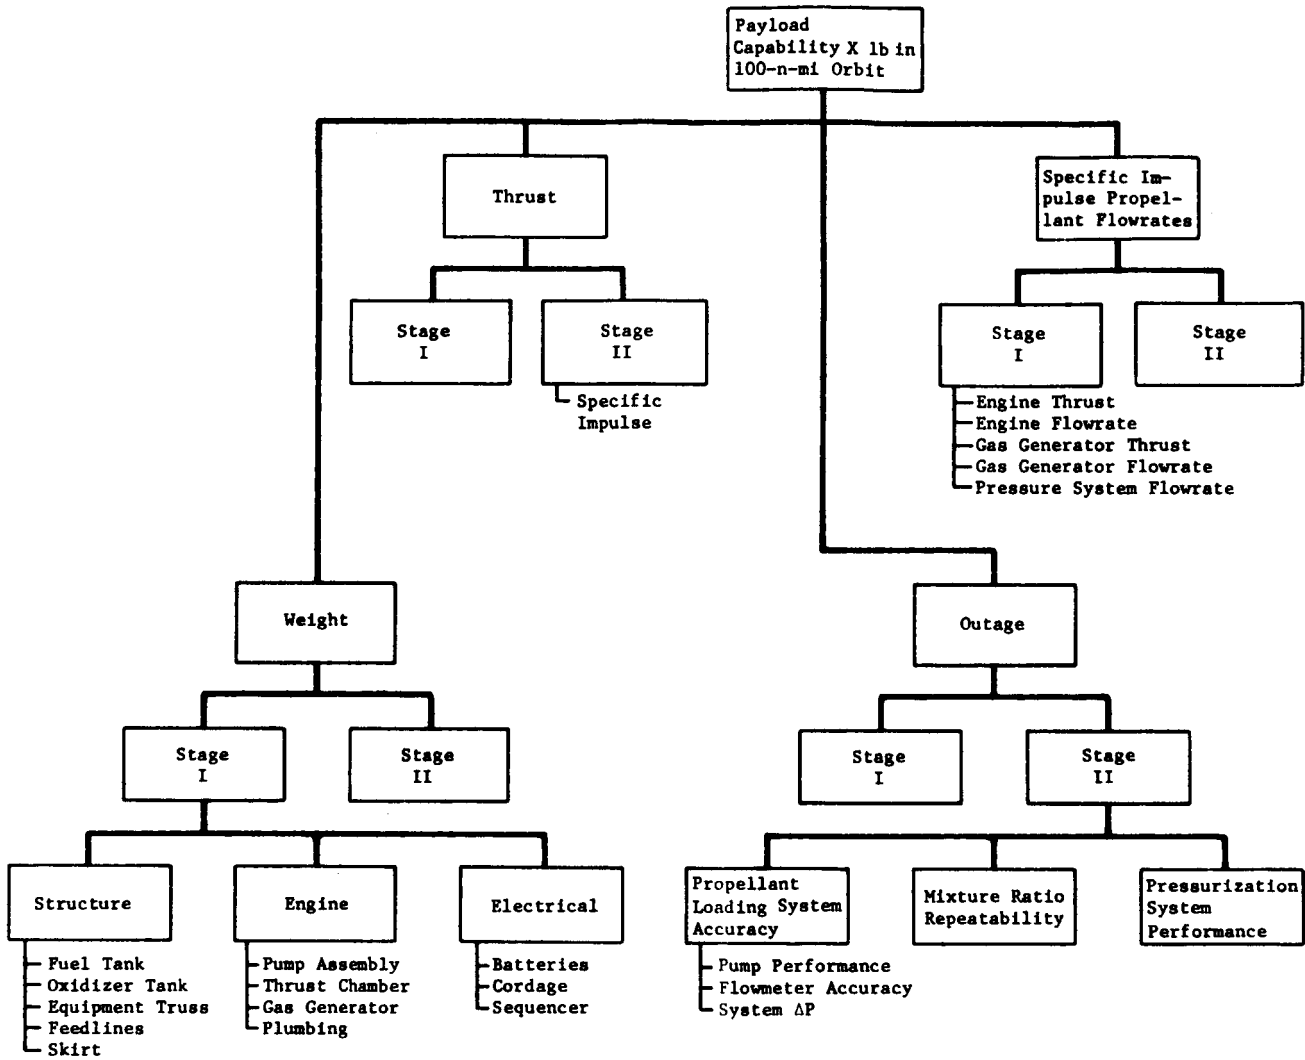 Payload
Capability X lb in
100-n-mi Orbit
Thrust
Specific Im-
pulse Propel-
lant Flowrates
Stage
I
Stage
II
Specific
Impulse
Stage
I
Stage
II
Engine Thrust
Engine Flowrate
Gas Generator Thrust
Gas Generator Flowrate
Pressure System Flowrate
Weight
Outage
Stage
I
Stage
II
Stage
I
Stage
II
Structure
Fuel Tank
Oxidizer Tank
Equipment Truss
Feedlines
Skirt
Engine
Pump Assembly
Thrust Chamber
Gas Generator
Plumbing
Electrical
Batteries
Cordage
Sequencer
Propellant
Loading System
Accuracy
Pump Performance
Flowmeter Accuracy
System ΔP
Mixture Ratio
Repeatability
Pressurization
System
Performance